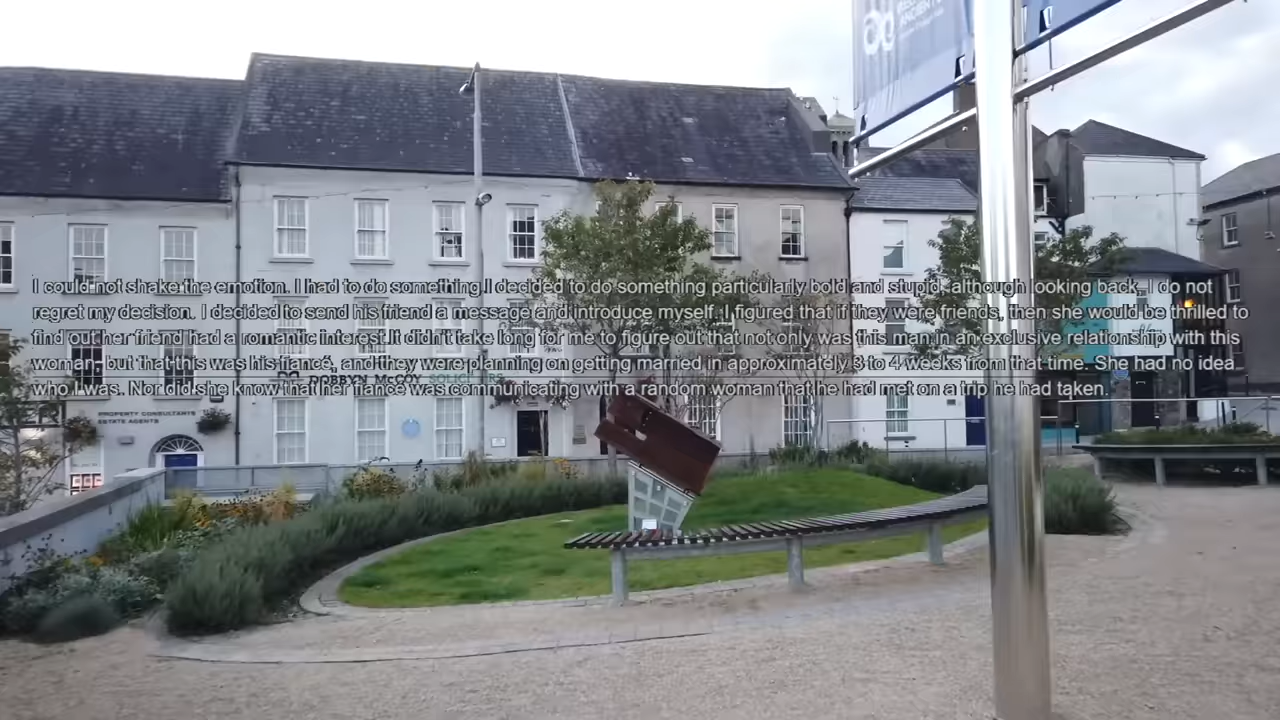 I could not shake the emotion. I had to do something.I decided to do something particularly bold and stupid, although looking back, I do not
regret my decision. I decided to send his friend a message and introduce myself. I figured that if they were friends, then she would be thrilled to
find out her friend had a romantic interest.It didn't take long for me to figure out that not only was this man in an exclusive relationship with this
woman, but that this was his fiancé, and they were planning on getting married in approximately 3 to 4 weeks from that time. She had no idea
who I was. Nor did she know that her fiance was communicating with a random woman that he had met on a trip he had taken.
DOBBYN McCOY SOLICITORS
PROPERTY CONSULTANTS
ESTATE AGENTS